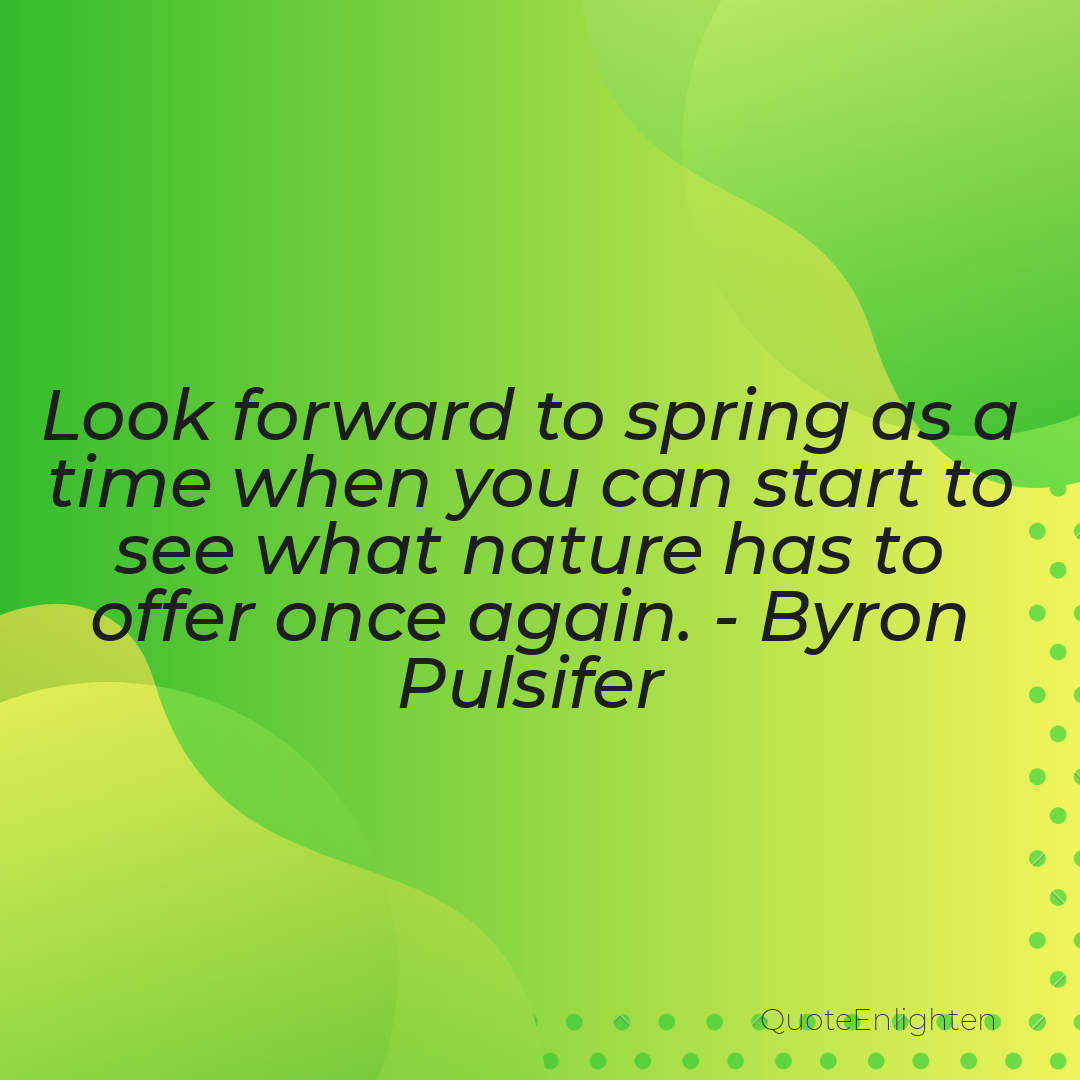 Look forward to spring as a
time when you can start to
see what nature has to
offer once again. - Byron
Pulsifer
QuoteEnlighten